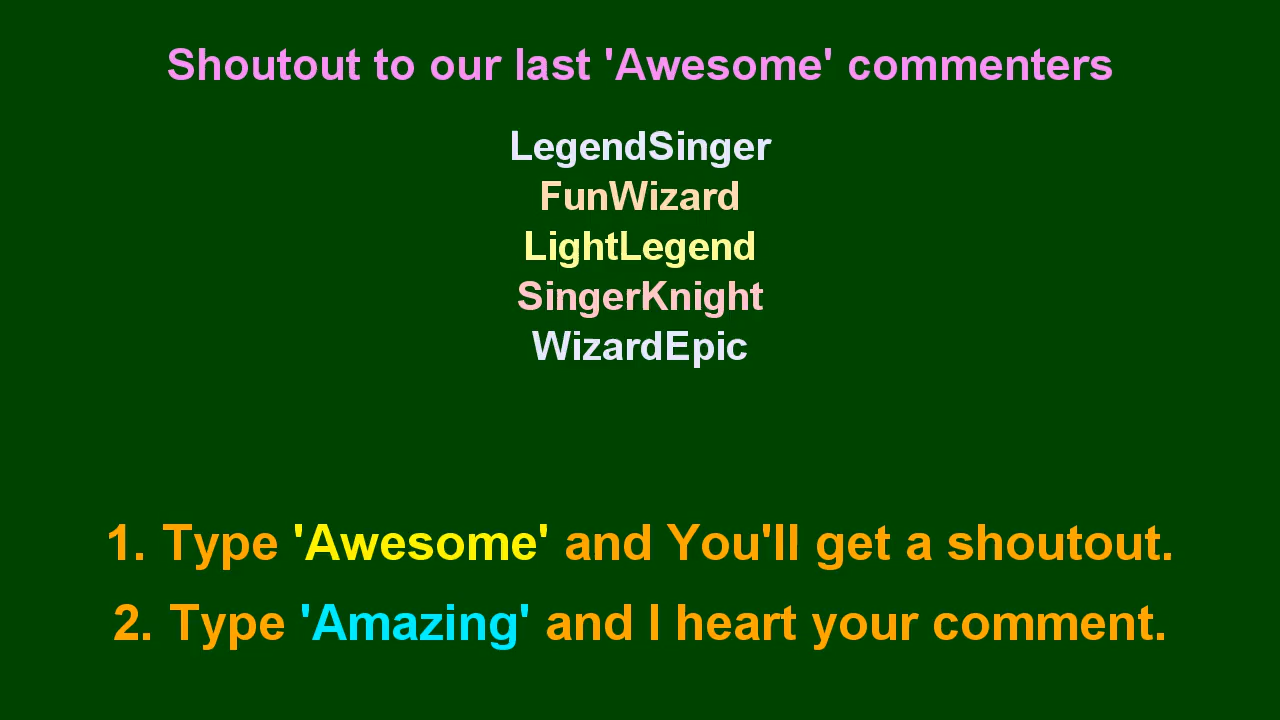 Shoutout to our last 'Awesome' commenters
LegendSinger
FunWizard
LightLegend
SingerKnight
WizardEpic
1. Type 'Awesome' and You'll get a shoutout.
2. Type 'Amazing' and I heart your comment.